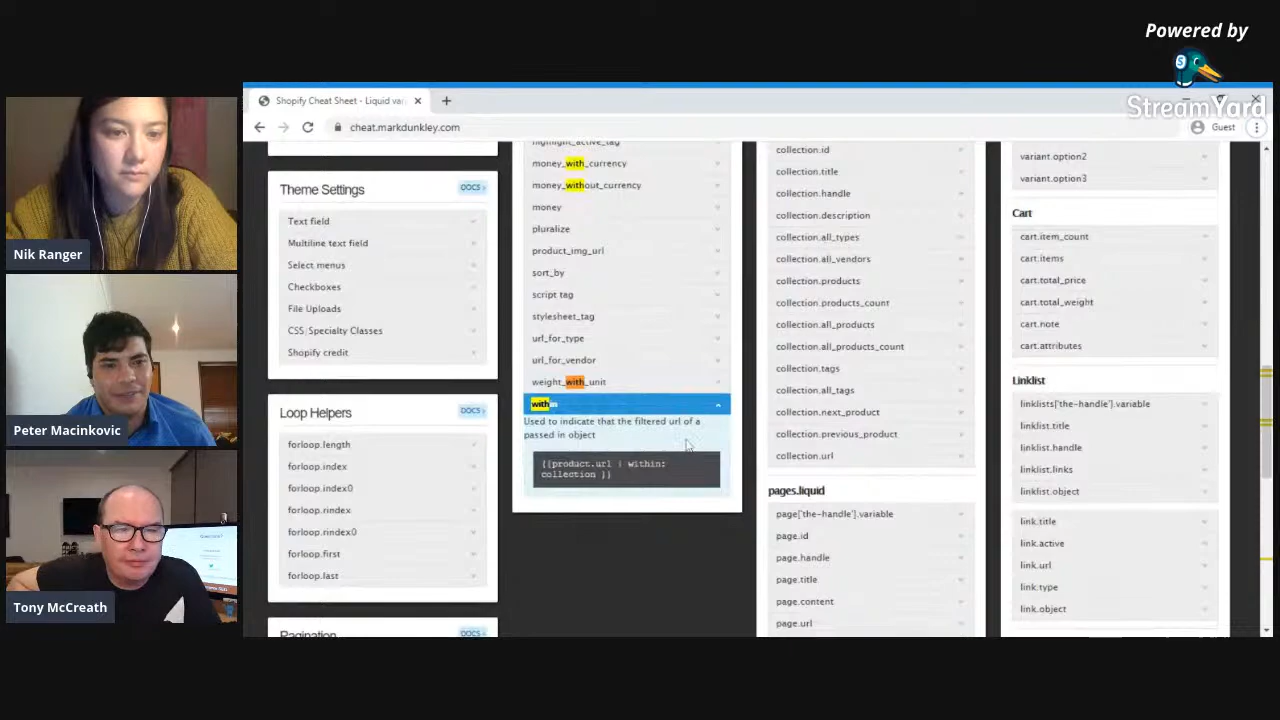 Powered by
StreamYard
Nik Ranger
Peter Macinkovic
Tony McCreath
Shopify Cheat Sheet - Liquid va
cheat.markdunkley.com
Guest
Theme Settings
DOCS
Text field
Multiline text field
Select menus
Checkboxes
File Uploads
CSS Specialty Classes
Shopify credit
Loop Helpers
DOCS
forloop.length
forloop.index
forloop.index0
forloop.rindex
forloop.rindex0
forloop.first
forloop.last
Pagination
DOCS
highlight_active_tag
money_with_currency
money_without_currency
money
pluralize
product_img_url
sort_by
script tag
stylesheet_tag
url_for_type
url_for_vendor
weight_with_unit
within
Used to indicate that the filtered url of a
passed in object
{{product.url | within:
collection }}
collection.id
collection.title
collection.handle
collection.description
collection.all_types
collection.all_vendors
collection.products
collection.products_count
collection.all_products
collection.all_products_count
collection.tags
collection.all_tags
collection.next_product
collection.previous_product
collection.url
pages.liquid
page['the-handle'].variable
page.id
page.handle
page.title
page.content
page.url
variant.option2
variant.option3
Cart
cart.item_count
cart.items
cart.total_price
cart.total_weight
cart.note
cart.attributes
Linklist
linklists['the-handle'].variable
linklist.title
linklist.handle
linklist.links
linklist.object
link.title
link.active
link.url
link.type
link.object